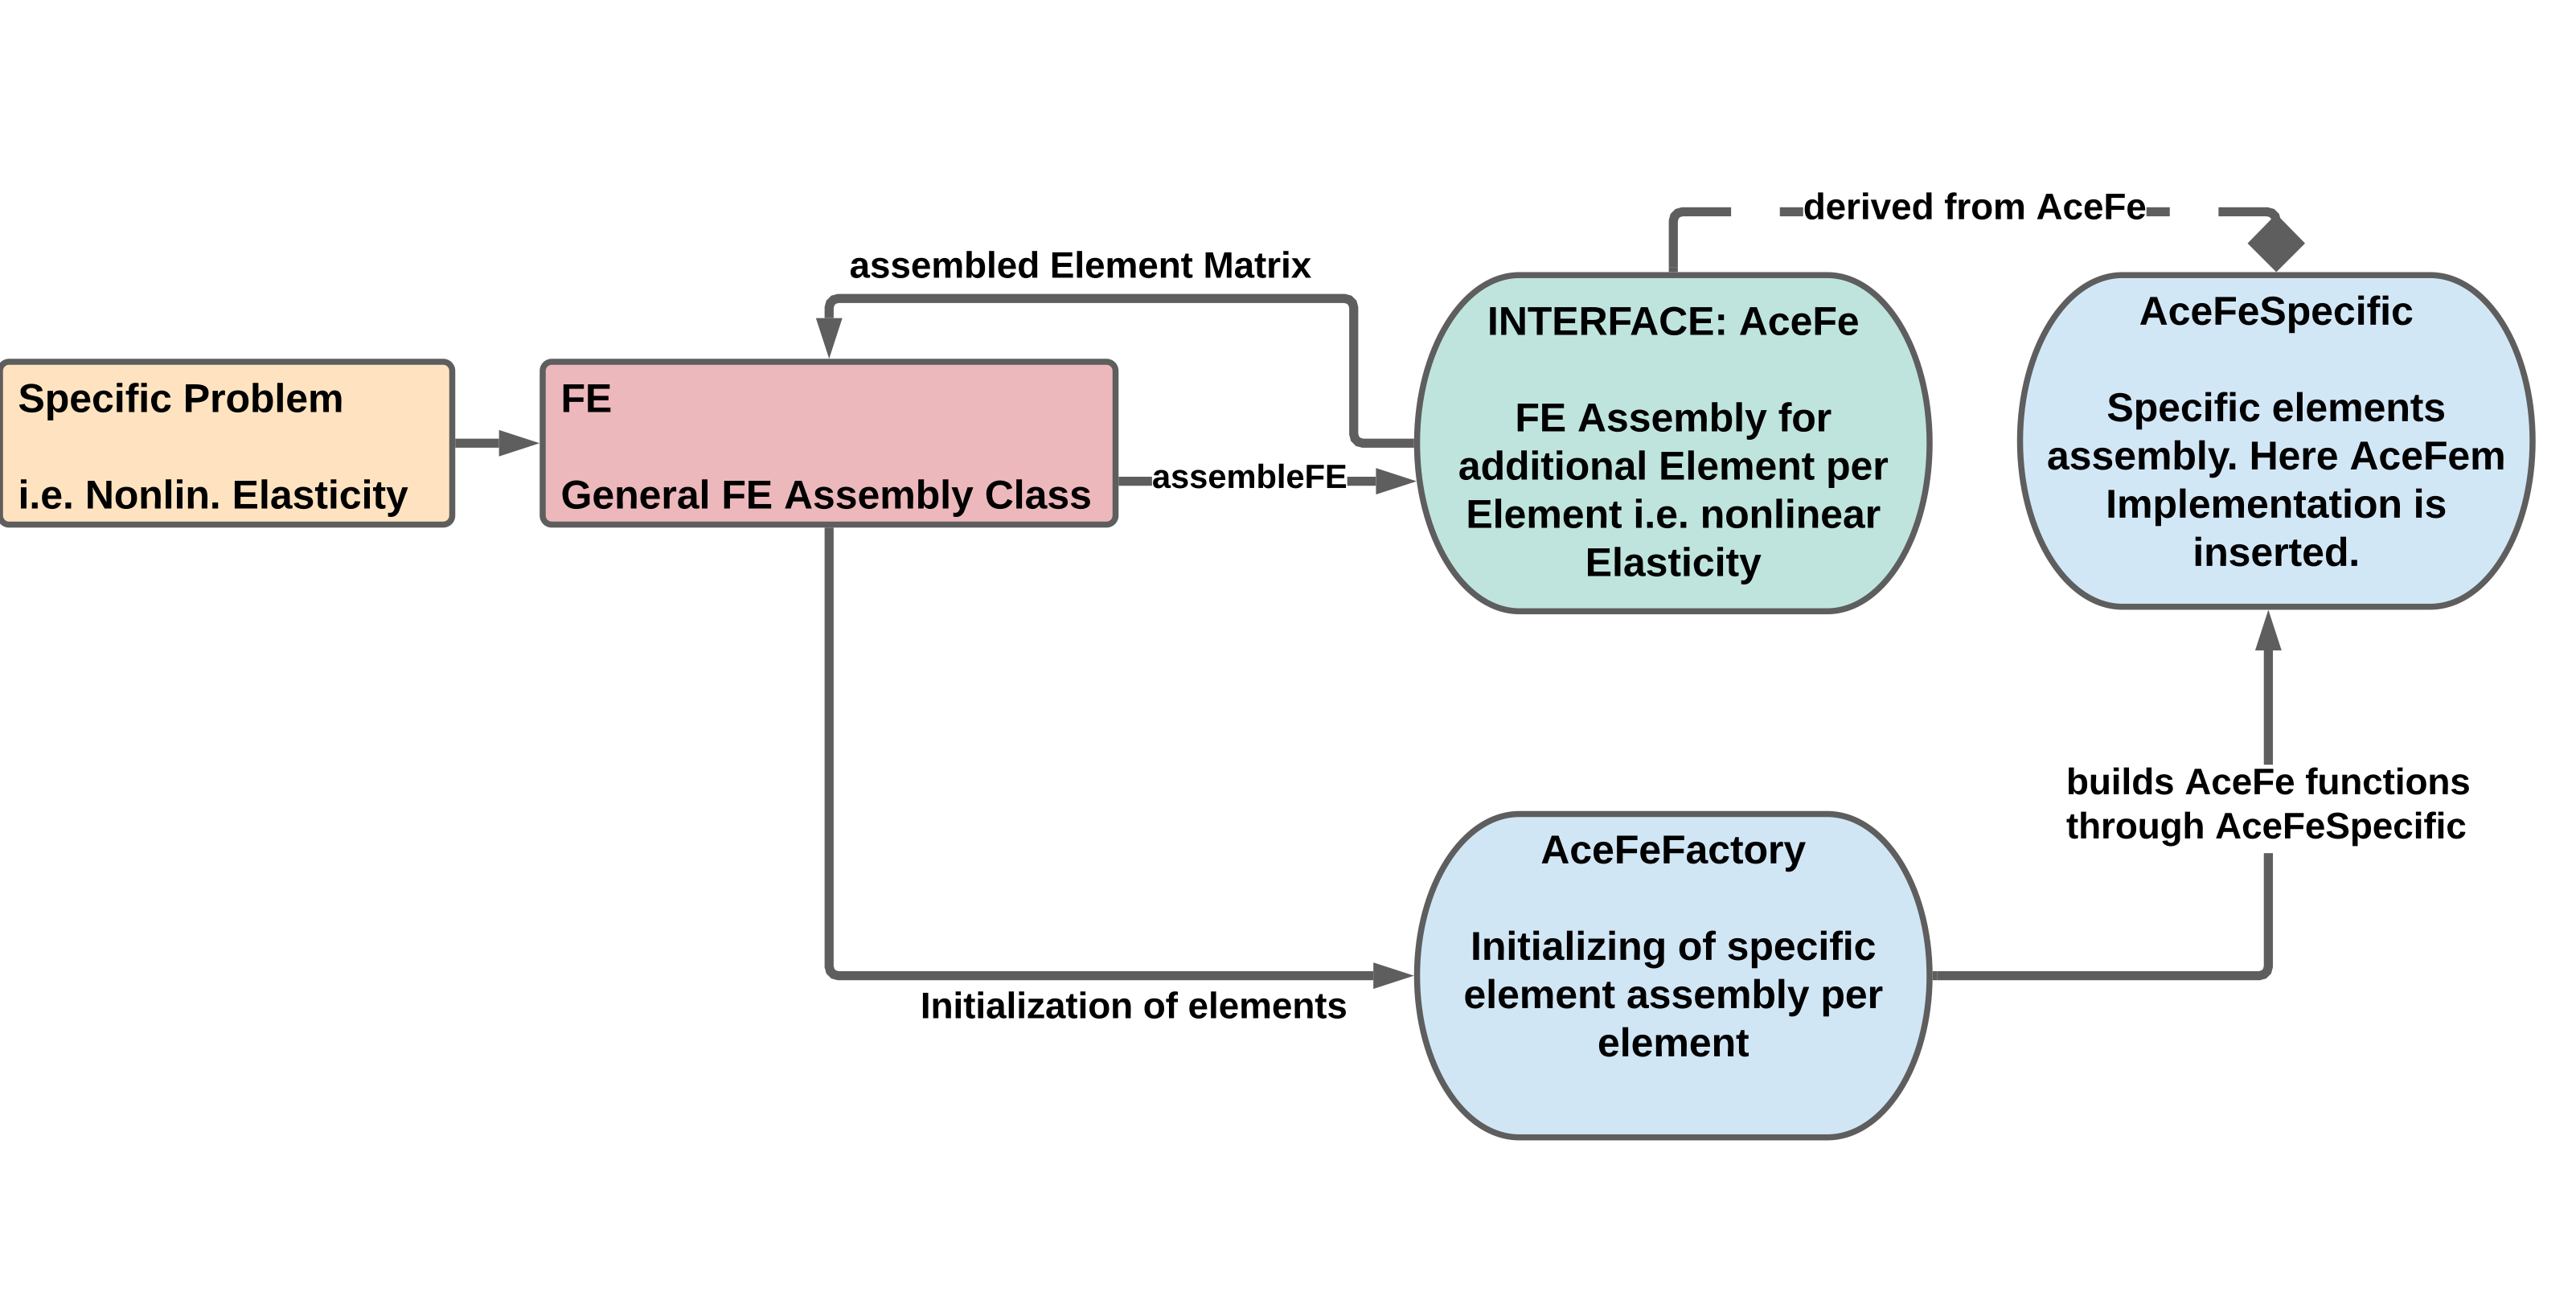 derived from AceFe
assembled Element Matrix
Specific Problem
i.e. Nonlin. Elasticity
FE
General FE Assembly Class
assembleFE
INTERFACE: AceFe
FE Assembly for
additional Element per
Element i.e. nonlinear
Elasticity
AceFeSpecific
Specific elements
assembly. Here AceFem
Implementation is
inserted.
builds AceFe functions
through AceFeSpecific
AceFeFactory
Initializing of specific
element assembly per
element
Initialization of elements